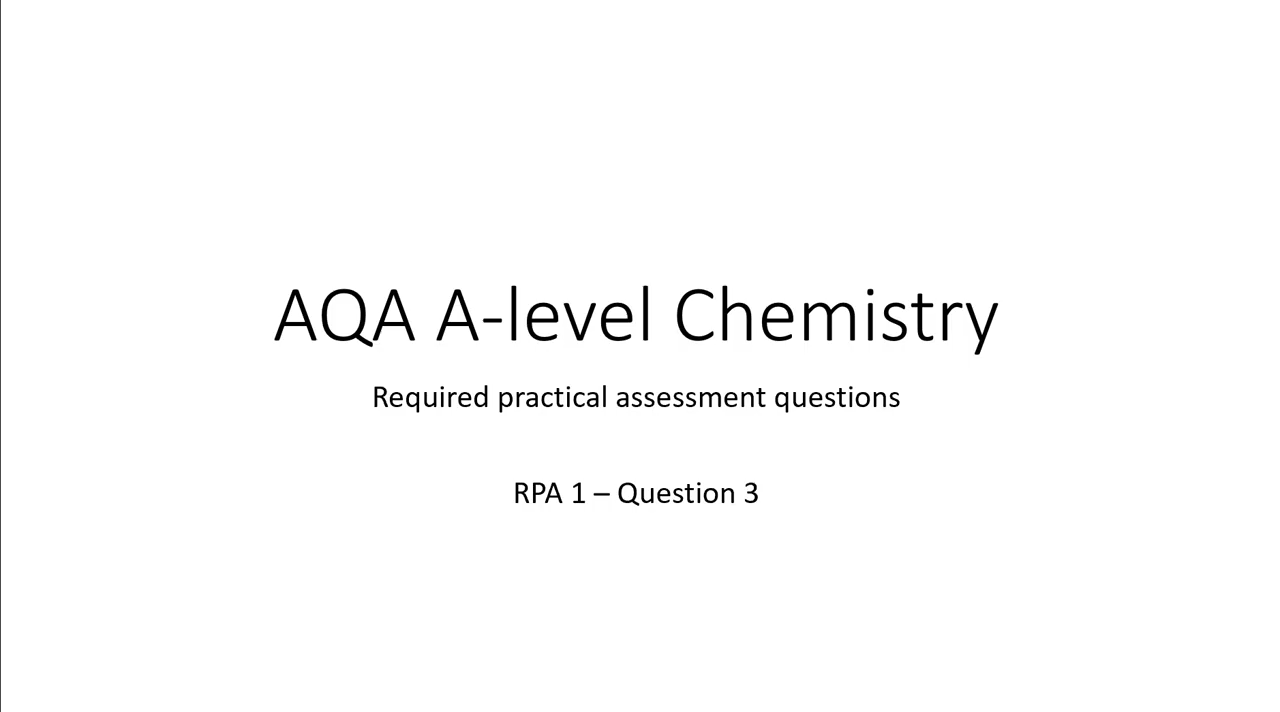 AQA A-level Chemistry
Required practical assessment questions
RPA 1 – Question 3